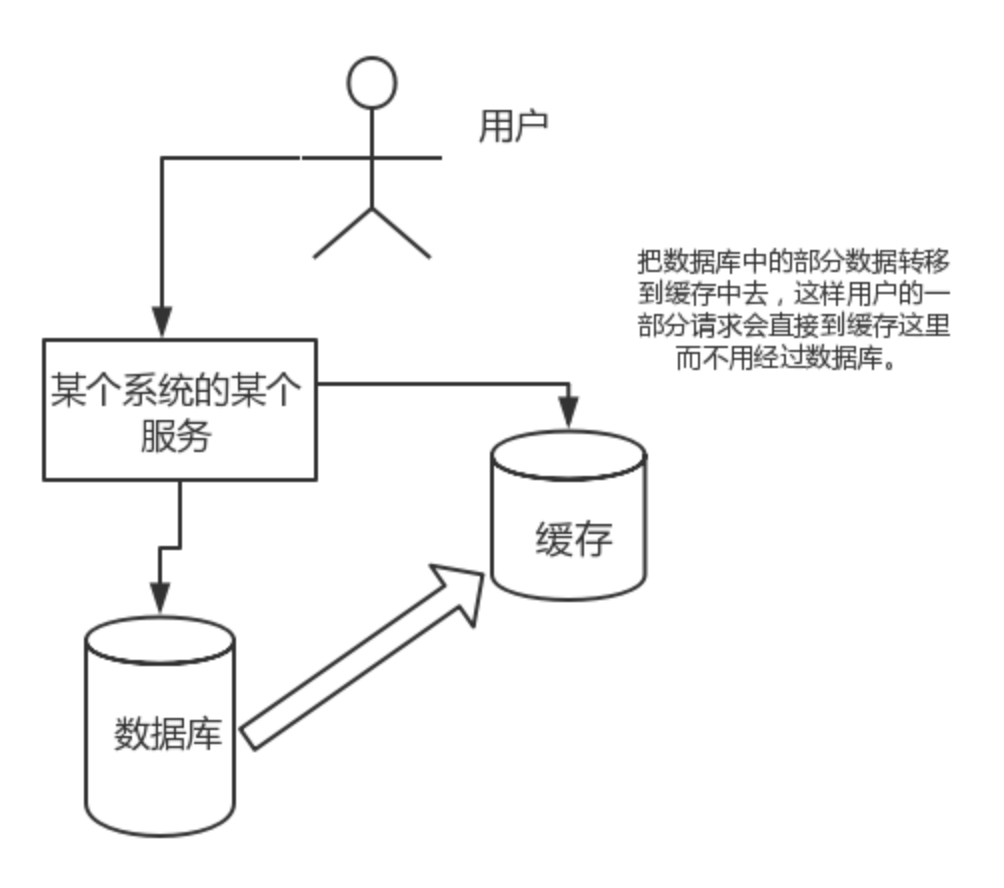 用户
把数据库中的部分数据转移
到缓存中去，这样用户的一
部分请求会直接到缓存这里
而不用经过数据库。
某个系统的某个
服务
缓存
数据库